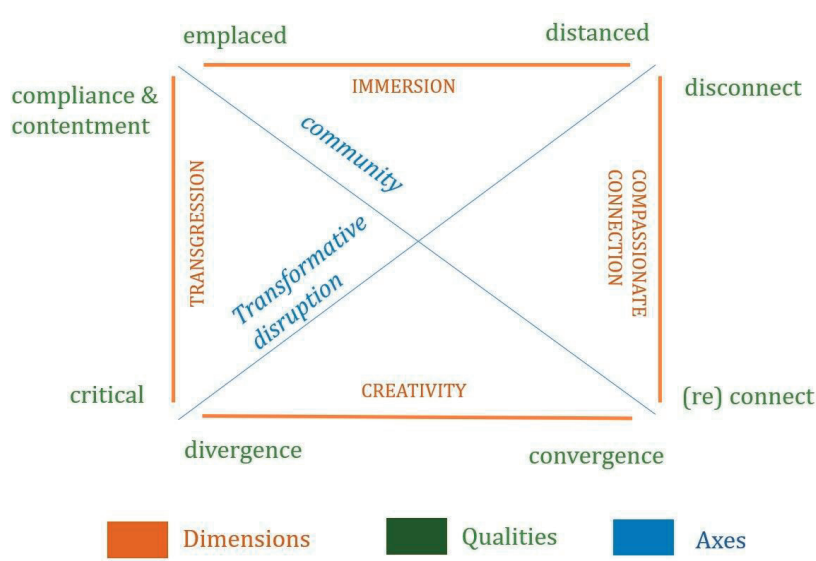 emplaced
distanced
compliance &
contentment
IMMERSION
disconnect
community
TRANSGRESSION
COMPASSIONATE
CONNECTION
Transformative
disruption
critical
CREATIVITY
(re) connect
divergence
convergence
Dimensions
Qualities
Axes